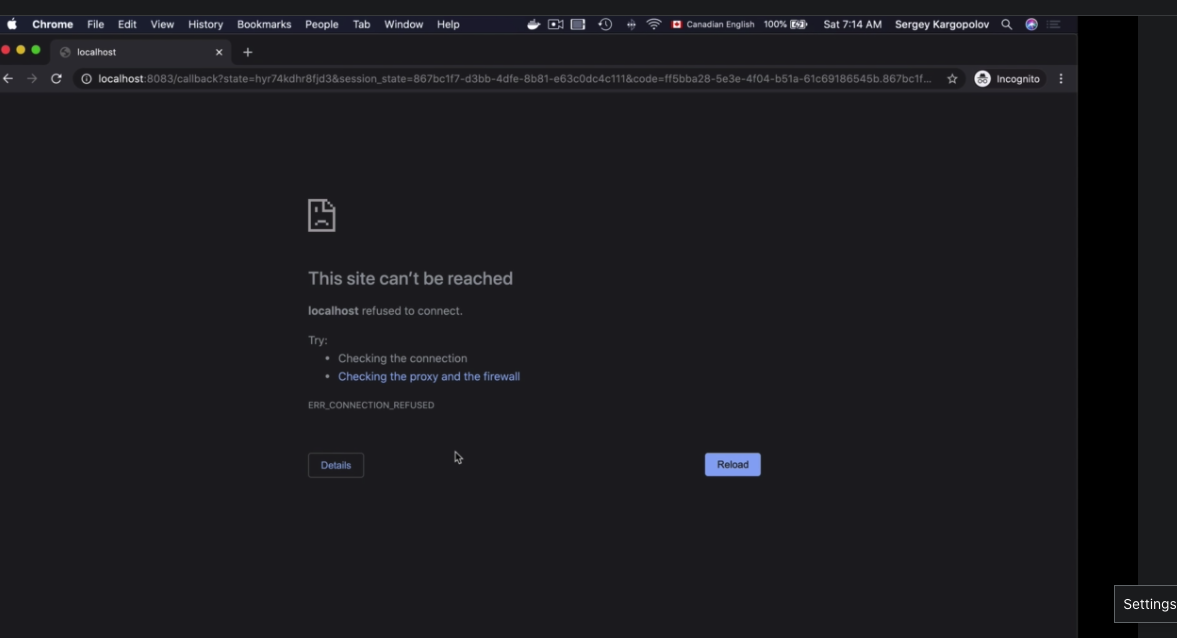 Chrome File Edit View History Bookmarks People Tab Window Help Canadian English 100% Sat 7:14 AM Sergey Kargopolov
localhost
localhost:8083/callback?state=hyr74kdhr8fjd3&session_state=867bc1f7-d3bb-4dfe-8b81-e63c0dc4c111&code=ff5bba28-5e3e-4f04-b51a-61c69186545b.867bc1f... Incognito
This site can't be reached
localhost refused to connect.
Try:
• Checking the connection
• Checking the proxy and the firewall
ERR_CONNECTION_REFUSED
Details Reload
Settings